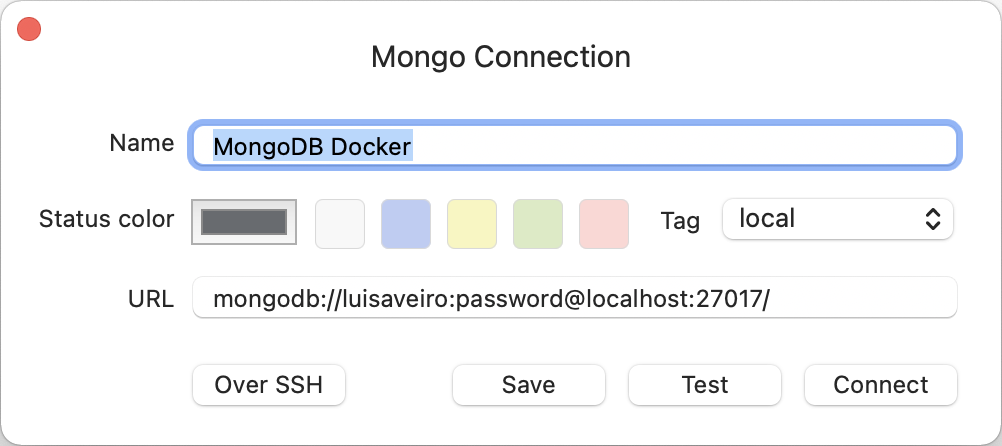 Mongo Connection
Name MongoDB Docker
Status color Tag local
URL mongodb://luisaveiro:password@localhost:27017/
Over SSH Save Test Connect